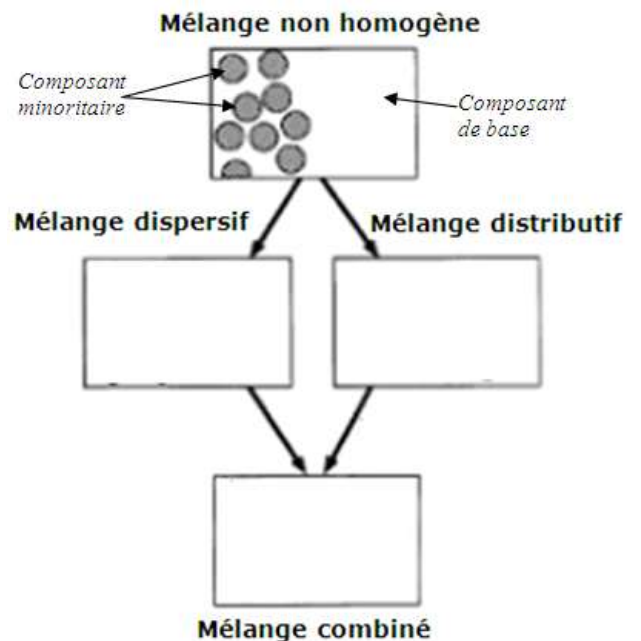 Mélange non homogène
Composant
minoritaire
Composant
de base
Mélange dispersif
Mélange distributif
Mélange combiné